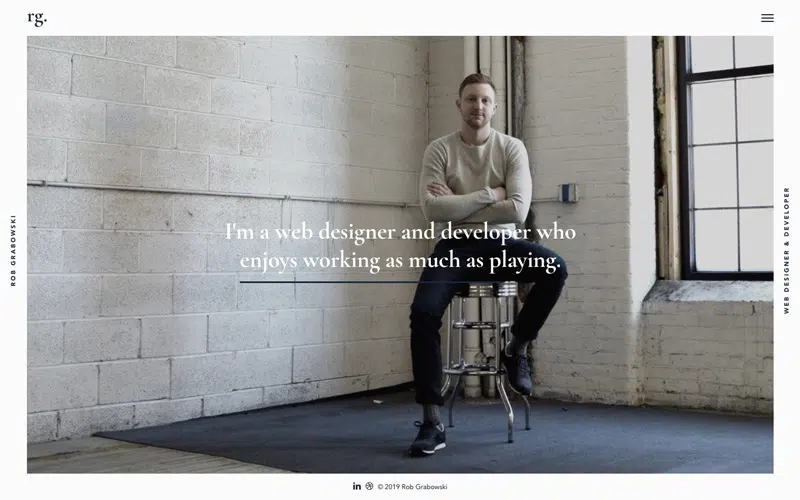 rg.
ROB GRABOWSKI
I'm a web designer and developer who
enjoys working as much as playing.
WEB DESIGNER & DEVELOPER
in © 2019 Rob Grabowski